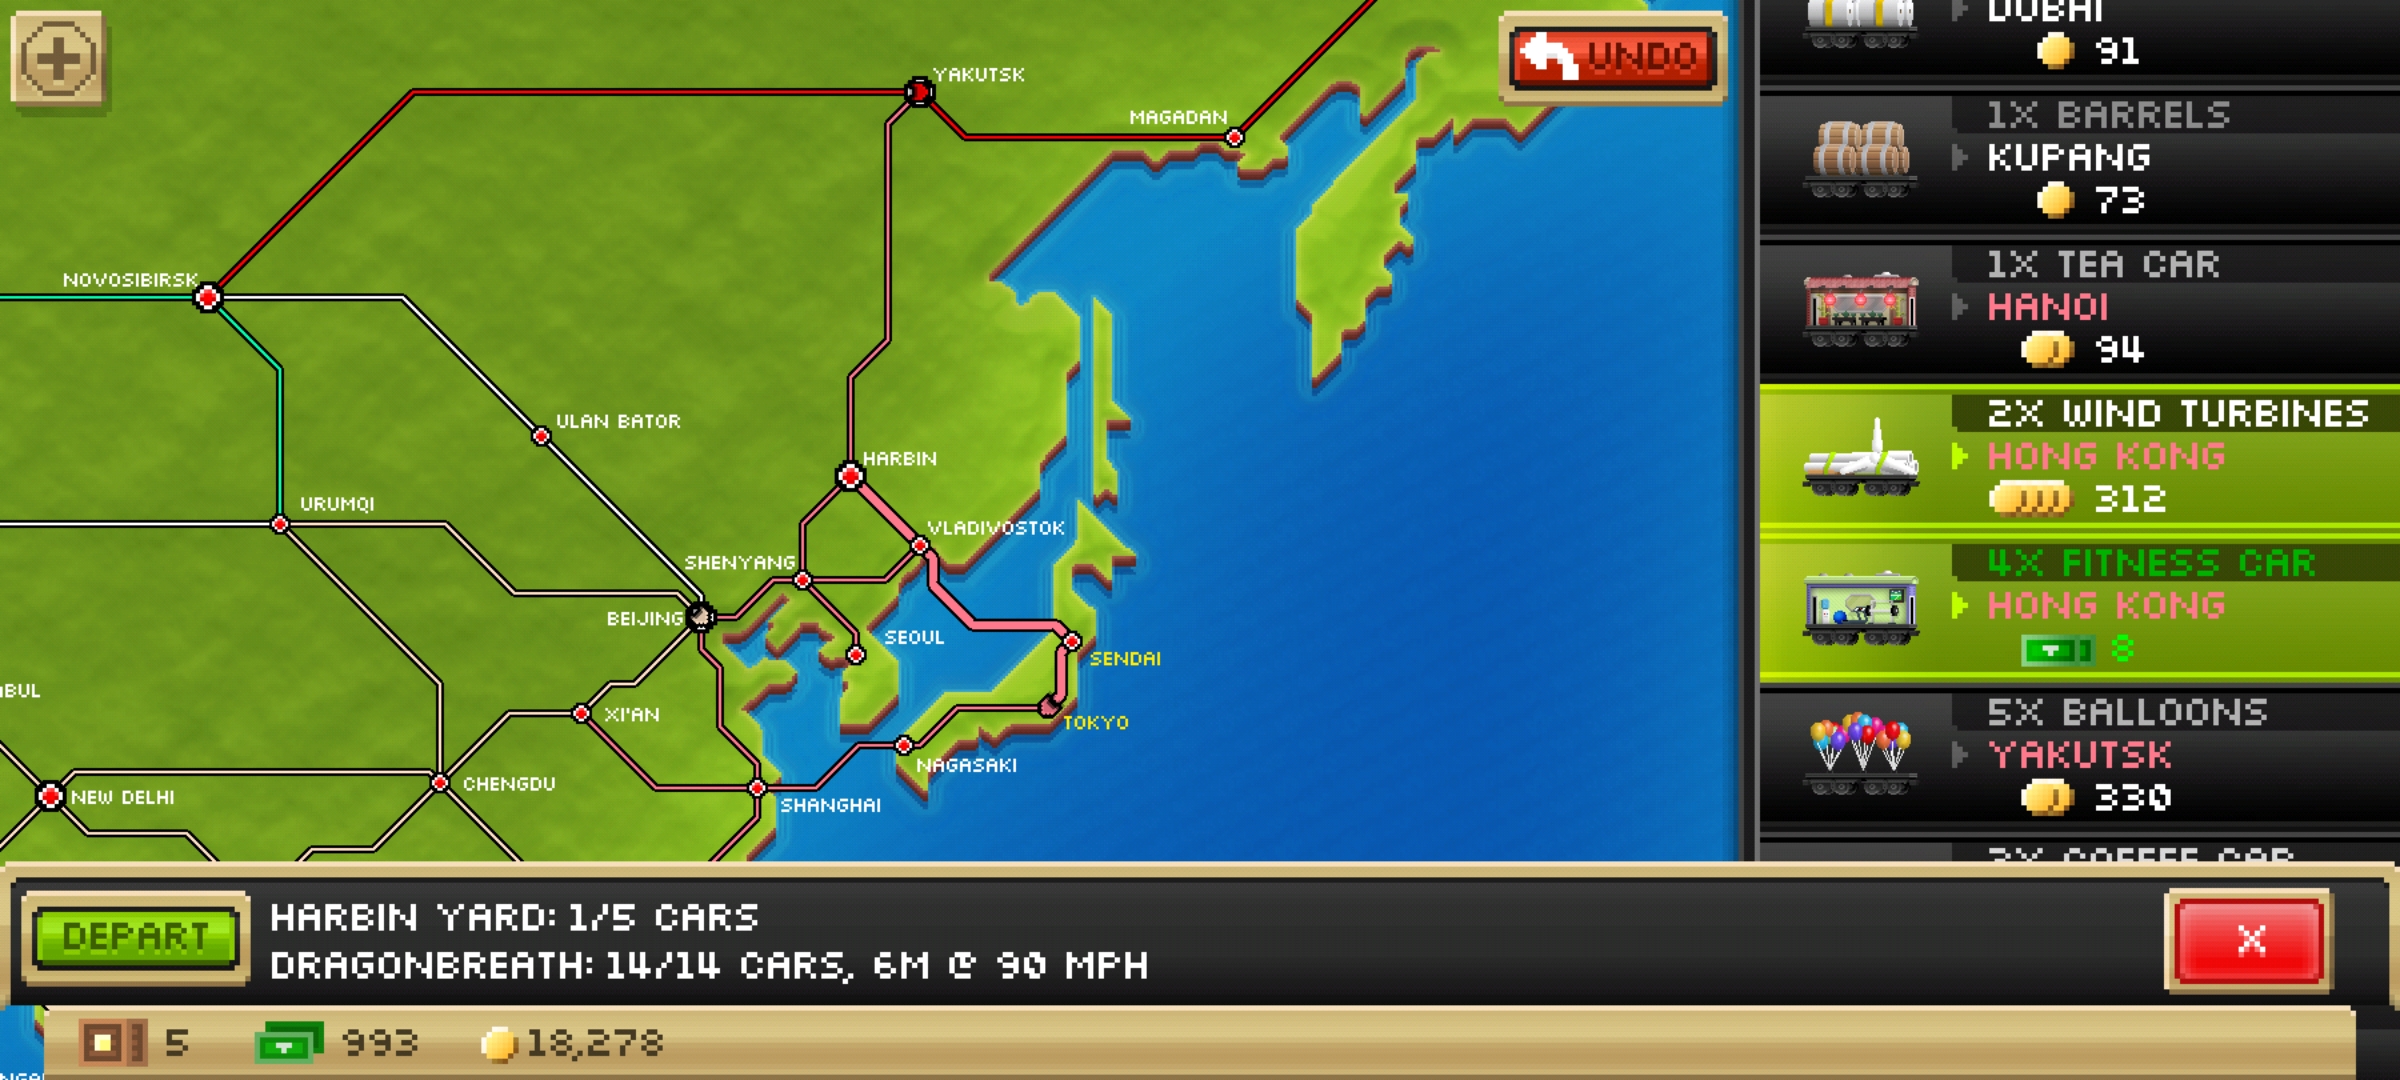 UNDO
YAKUTSK
MAGADAN
NOVOSIBIRSK
ULAN BATOR
HARBIN
URUMQI
VLADIVOSTOK
SHENYANG
BEIJING
SEOUL
SENDAI
XI'AN
TOKYO
NAGASAKI
NEW DELHI
CHENGDU
SHANGHAI
DUBAI
91
1X BARRELS
KUPANG
73
1X TEA CAR
HANOI
94
2X WIND TURBINES
HONG KONG
312
4X FITNESS CAR
HONG KONG
8
5X BALLOONS
YAKUTSK
330
DEPART
HARBIN YARD: 1/5 CARS
DRAGONBREATH: 14/14 CARS, 6M @ 90 MPH
X
5
993
18,278